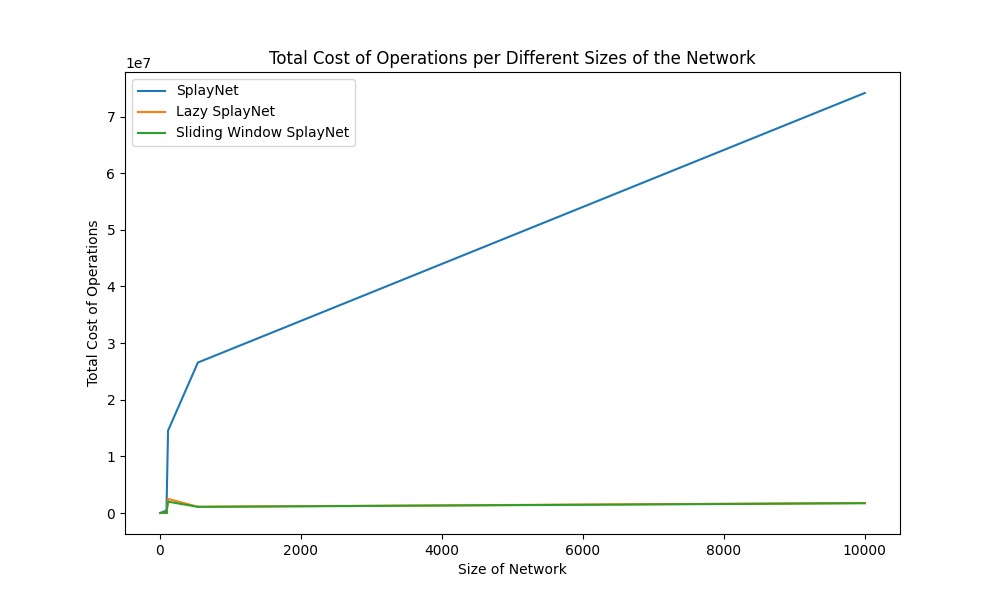 Total Cost of Operations per Different Sizes of the Network
1e7
SplayNet
Lazy SplayNet
Sliding Window SplayNet
7
6
5
4
3
2
1
0
Total Cost of Operations
0 2000 4000 6000 8000 10000
Size of Network